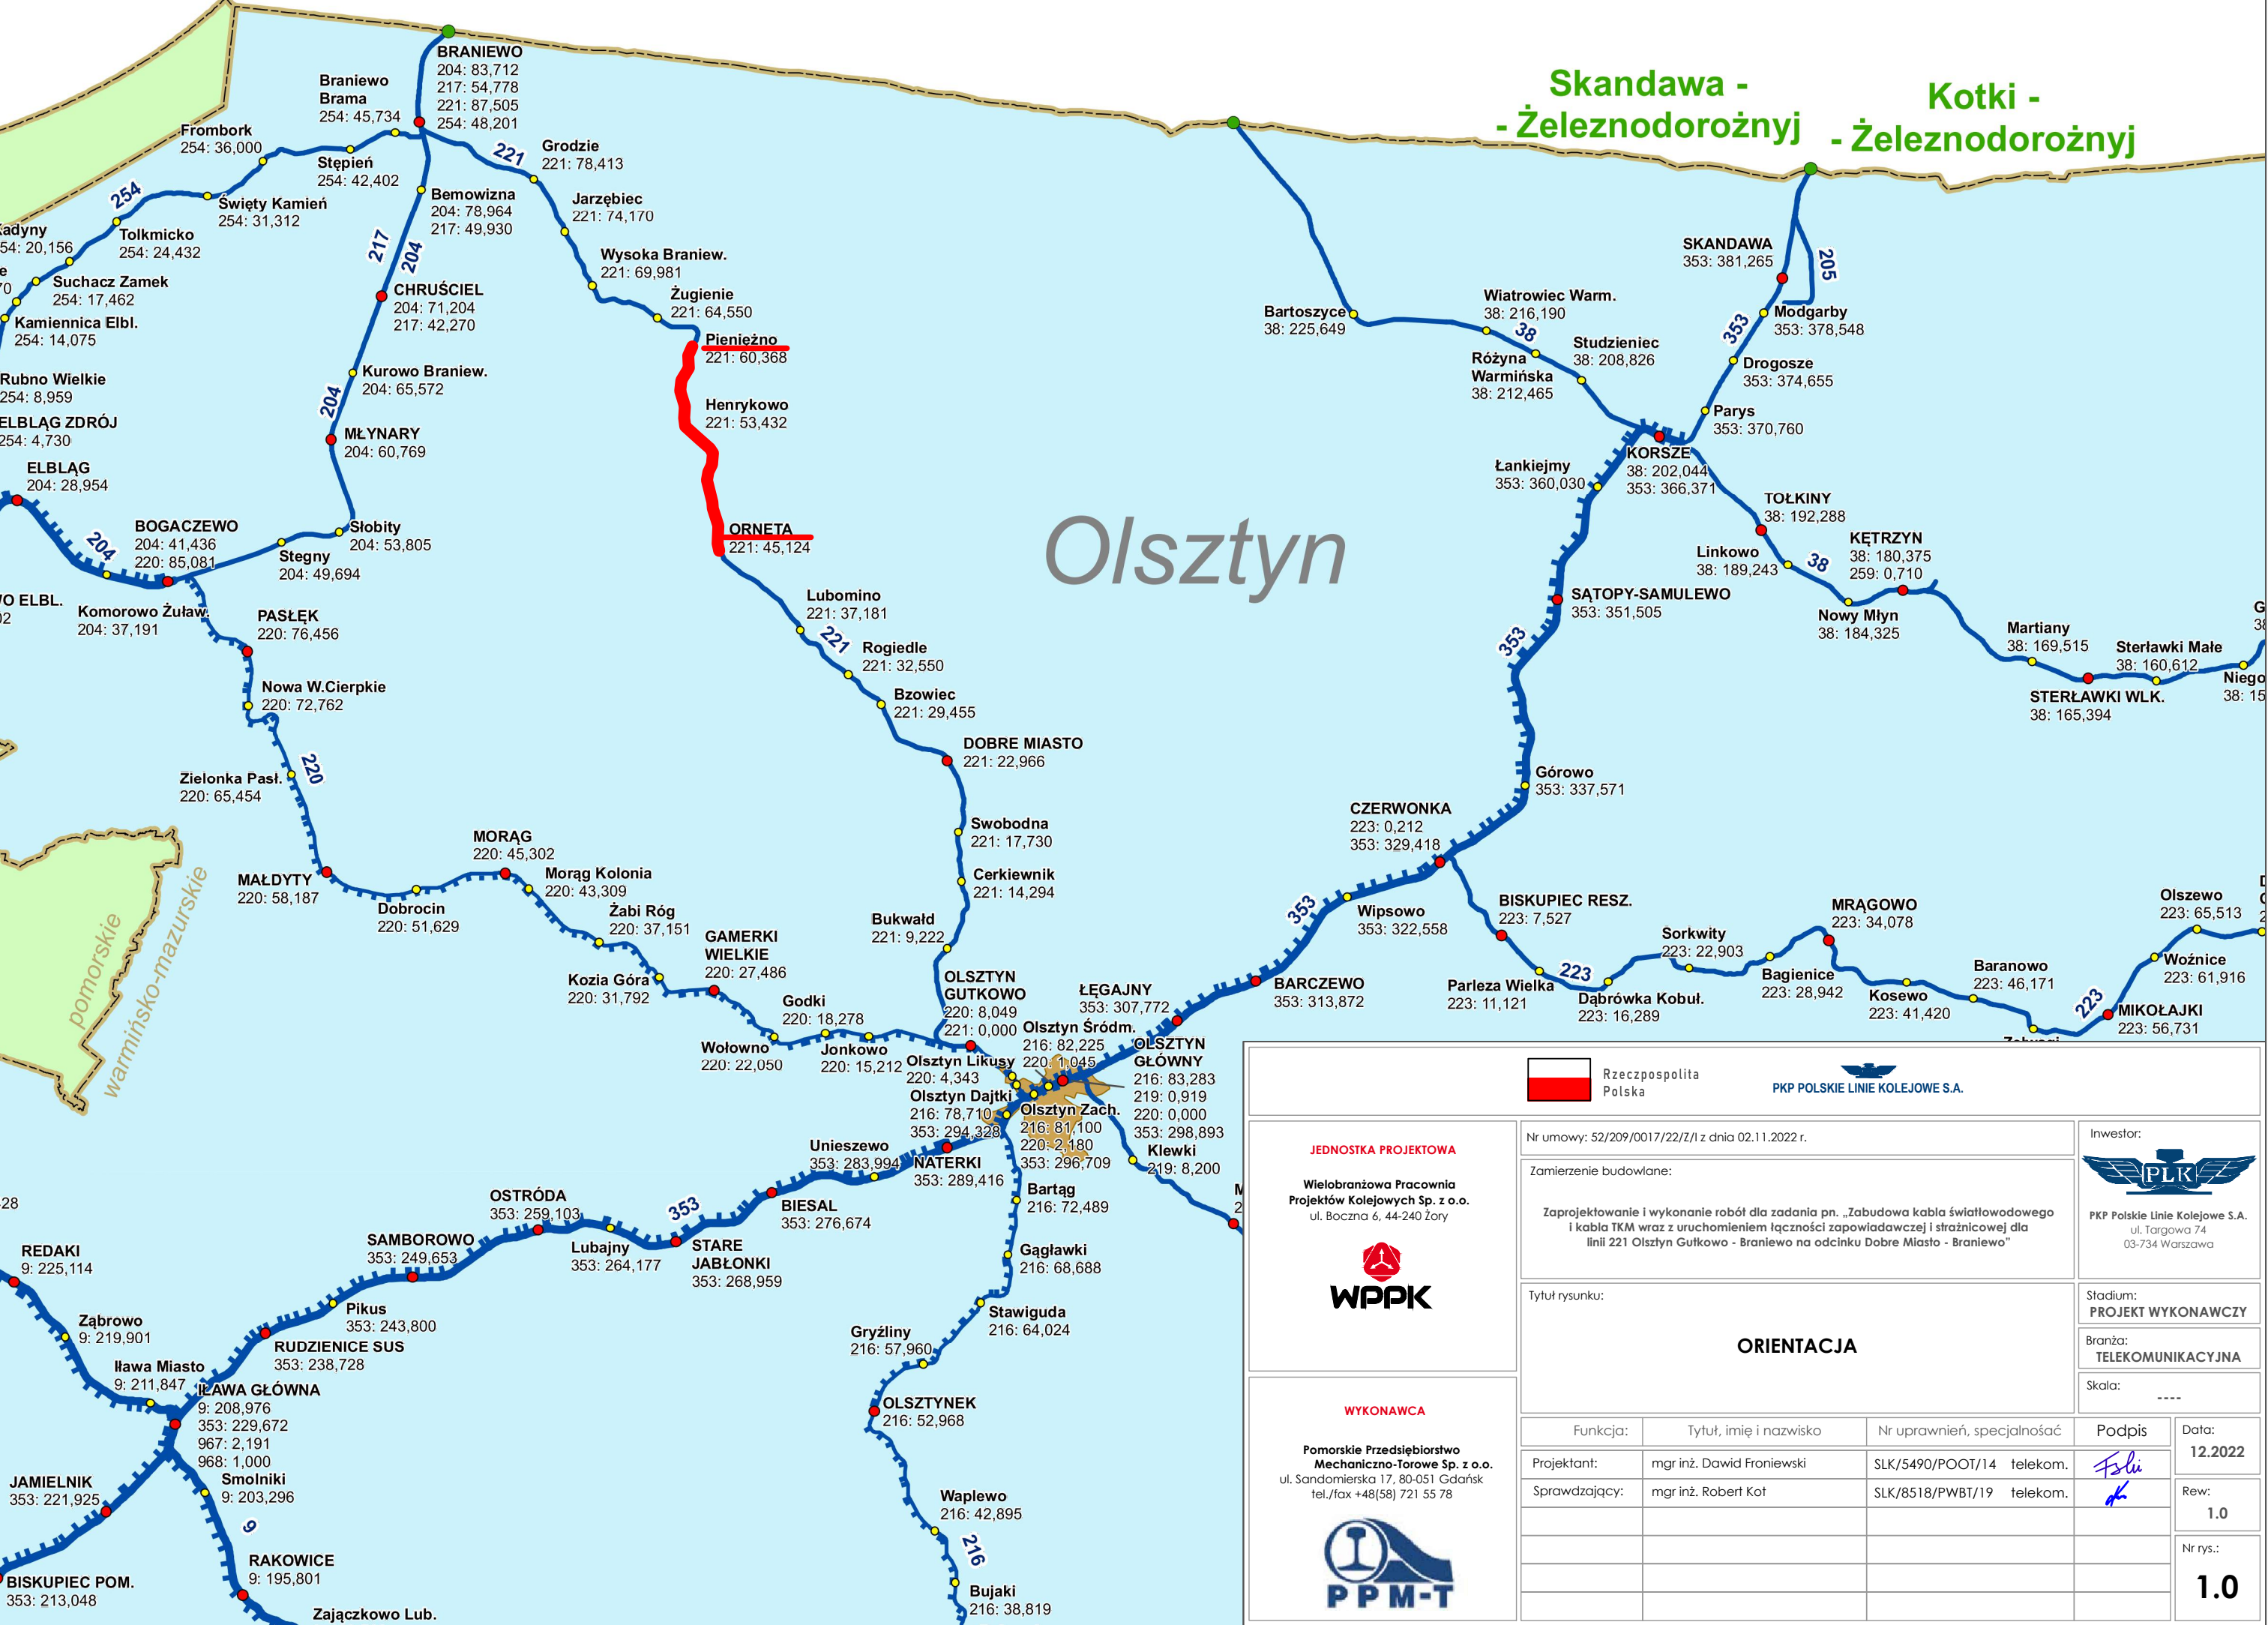 BRANIEWO
204: 83,712
217: 54,778
221: 87,505
254: 48,201
Braniewo
Brama
254: 45,734
Frombork
254: 36,000
Stępień
254: 42,402
254
Święty Kamień
254: 31,312
Tolkmicko
254: 24,432
adyny
54: 20,156
Suchacz Zamek
254: 17,462
e
70
Kamiennica Elbl.
254: 14,075
Rubno Wielkie
254: 8,959
ELBLĄG ZDRÓJ
254: 4,730
ELBLĄG
204: 28,954
221
Grodzie
221: 78,413
Bemowizna
204: 78,964
217: 49,930
Jarzębiec
221: 74,170
217
204
Wysoka Braniew.
221: 69,981
CHRUŚCIEL
204: 71,204
217: 42,270
Żugienie
221: 64,550
Pieniężno
221: 60,368
Kurowo Braniew.
204: 65,572
204
Henrykowo
221: 53,432
MŁYNARY
204: 60,769
ORNETA
221: 45,124
204
BOGACZEWO
204: 41,436
220: 85,081
Stegny
204: 49,694
Słobity
204: 53,805
O ELBL.
02
Komorowo Żuław.
204: 37,191
PASŁĘK
220: 76,456
Nowa W.Cierpkie
220: 72,762
220
Zielonka Pasł.
220: 65,454
pomorskie
warmińsko-mazurskie
MAŁDYTY
220: 58,187
Dobrocin
220: 51,629
MORĄG
220: 45,302
Morąg Kolonia
220: 43,309
Żabi Róg
220: 37,151
Kozia Góra
220: 31,792
GAMERKI
WIELKIE
220: 27,486
Wołowno
220: 22,050
Godki
220: 18,278
Jonkowo
220: 15,212
Lubomino
221: 37,181
221
Rogiedle
221: 32,550
Bzowiec
221: 29,455
DOBRE MIASTO
221: 22,966
Swobodna
221: 17,730
Cerkiewnik
221: 14,294
Bukwałd
221: 9,222
OLSZTYN
GUTKOWO
220: 8,049
221: 0,000
Olsztyn Likusy
220: 4,343
Olsztyn Dajtki
216: 78,710
353: 294,328
Olsztyn Śródm.
216: 82,225
220: 1,045
Olsztyn Zach.
216: 81,100
220: 2,180
353: 296,709
OLSZTYN
GŁÓWNY
216: 83,283
219: 0,919
220: 0,000
353: 298,893
Klewki
219: 8,200
M
2
ŁĘGAJNY
353: 307,772
BARCZEWO
353: 313,872
353
Wipsowo
353: 322,558
CZERWONKA
223: 0,212
353: 329,418
Olsztyn
Skandawa -
- Żeleznodorożnyj
Kotki -
- Żeleznodorożnyj
SKANDAWA
353: 381,265
205
Modgarby
353: 378,548
353
Drogosze
353: 374,655
Parys
353: 370,760
Bartoszyce
38: 225,649
Wiatrowiec Warm.
38: 216,190
38
Różyna
Warmińska
38: 212,465
Studzieniec
38: 208,826
KORSZE
38: 202,044
353: 366,371
Łankiejmy
353: 360,030
TOŁKINY
38: 192,288
Linkowo
38: 189,243
38
KĘTRZYN
38: 180,375
259: 0,710
Nowy Młyn
38: 184,325
SĄTOPY-SAMULEWO
353: 351,505
353
Martiany
38: 169,515
Sterławki Małe
38: 160,612
STERŁAWKI WLK.
38: 165,394
G
38
Niego
38: 15
Górowo
353: 337,571
BISKUPIEC RESZ.
223: 7,527
Parleza Wielka
223: 11,121
223
Dąbrówka Kobuł.
223: 16,289
Sorkwity
223: 22,903
Bagienice
223: 28,942
MRĄGOWO
223: 34,078
Kosewo
223: 41,420
Baranowo
223: 46,171
223
MIKOŁAJKI
223: 56,731
Woźnice
223: 61,916
Olszewo
223: 65,513
Unieszewo
353: 283,994
NATERKI
353: 289,416
BIESAL
353: 276,674
353
STARE
JABŁONKI
353: 268,959
Lubajny
353: 264,177
OSTRÓDA
353: 259,103
SAMBOROWO
353: 249,653
Pikus
353: 243,800
RUDZIENICE SUS
353: 238,728
28
REDAKI
9: 225,114
Ząbrowo
9: 219,901
Iława Miasto
9: 211,847
IŁAWA GŁÓWNA
9: 208,976
353: 229,672
967: 2,191
968: 1,000
JAMIELNIK
353: 221,925
Smolniki
9: 203,296
9
RAKOWICE
9: 195,801
BISKUPIEC POM.
353: 213,048
Zajączkowo Lub.
Bartąg
216: 72,489
Gągławki
216: 68,688
Stawiguda
216: 64,024
Gryźliny
216: 57,960
OLSZTYNEK
216: 52,968
Waplewo
216: 42,895
216
Bujaki
216: 38,819
Rzeczpospolita
Polska
PKP POLSKIE LINIE KOLEJOWE S.A.
JEDNOSTKA PROJEKTOWA
Wielobranżowa Pracownia
Projektów Kolejowych Sp. z o.o.
ul. Boczna 6, 44-240 Żory
WPPK
WYKONAWCA
Pomorskie Przedsiębiorstwo
Mechaniczno-Torowe Sp. z o.o.
ul. Sandomierska 17, 80-051 Gdańsk
tel./fax +48(58) 721 55 78
PPM-T
Nr umowy: 52/209/0017/22/Z/I z dnia 02.11.2022 r.
Zamierzenie budowlane:
Zaprojektowanie i wykonanie robót dla zadania pn. „Zabudowa kabla światłowodowego
i kabla TKM wraz z uruchomieniem łączności zapowiadawczej i strażnicowej dla
linii 221 Olsztyn Gutkowo - Braniewo na odcinku Dobre Miasto - Braniewo”
Inwestor:
PLK
PKP Polskie Linie Kolejowe S.A.
ul. Targowa 74
03-734 Warszawa
Tytuł rysunku:
ORIENTACJA
Stadium:
PROJEKT WYKONAWCZY
Branża:
TELEKOMUNIKACYJNA
Skala:
----
Funkcja: Tytuł, imię i nazwisko Nr uprawnień, specjalność Podpis
Projektant: mgr inż. Dawid Froniewski SLK/5490/POOT/14 telekom.
Sprawdzający: mgr inż. Robert Kot SLK/8518/PWBT/19 telekom.
Data:
12.2022
Rew:
1.0
Nr rys.:
1.0